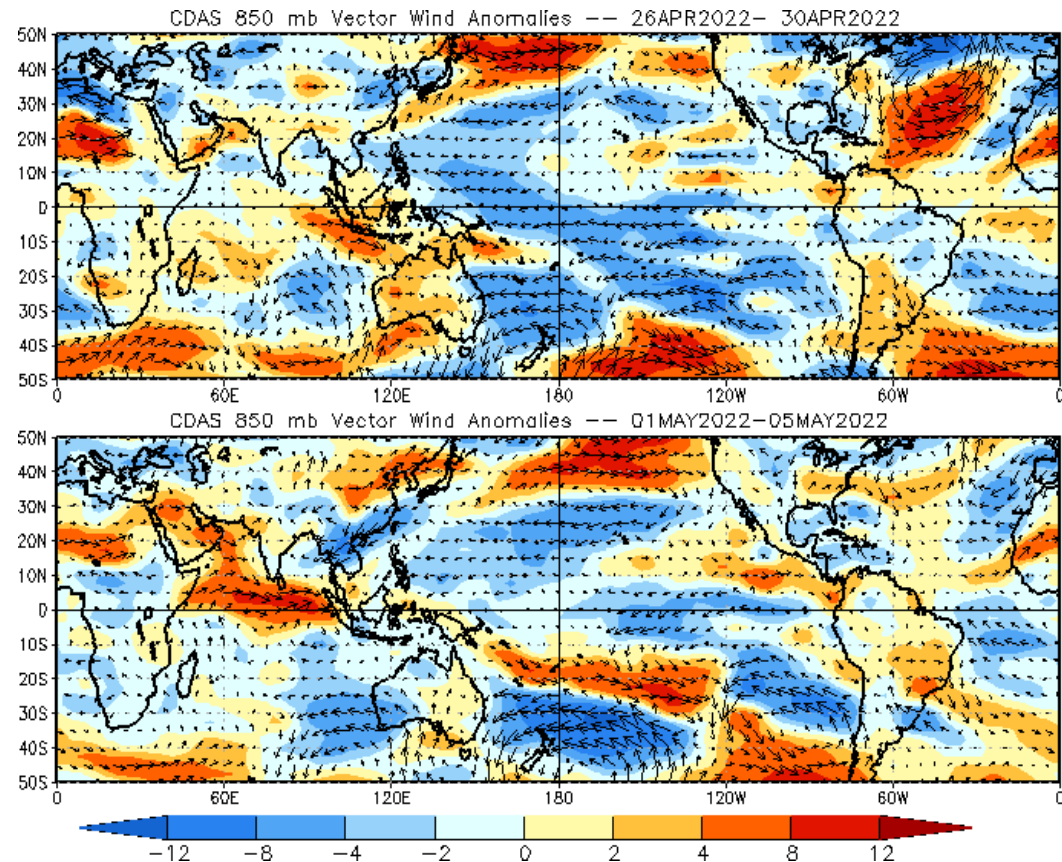 CDAS 850 mb Vector Wind Anomalies -- 26APR2022- 30APR2022
50N
40N
30N
20N
10N
0
10S
20S
30S
40S
50S
0 60E 120E 180 120W 60W 0
CDAS 850 mb Vector Wind Anomalies -- 01MAY2022-05MAY2022
50N
40N
30N
20N
10N
0
10S
20S
30S
40S
50S
0 60E 120E 180 120W 60W 0
-12 -8 -4 -2 0 2 4 8 12